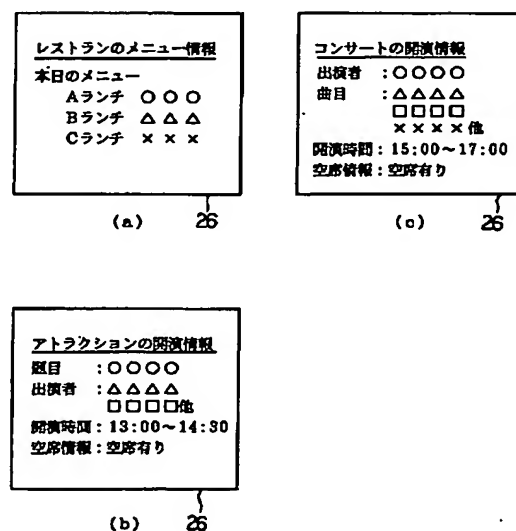 レストランのメニュー情報
本日のメニュー
Aランチ ○ ○ ○
Bランチ △ △ △
Cランチ × × ×
26
(a)
コンサートの開演情報
出演者 :○○○○
曲目 :△△△△
□□□□
××××他
開演時間:15:00~17:00
空席情報:空席有り
26
(c)
アトラクションの開演情報
題目 :○○○○
出演者 :△△△△
□□□□他
開演時間:13:00~14:30
空席情報:空席有り
26
(b)